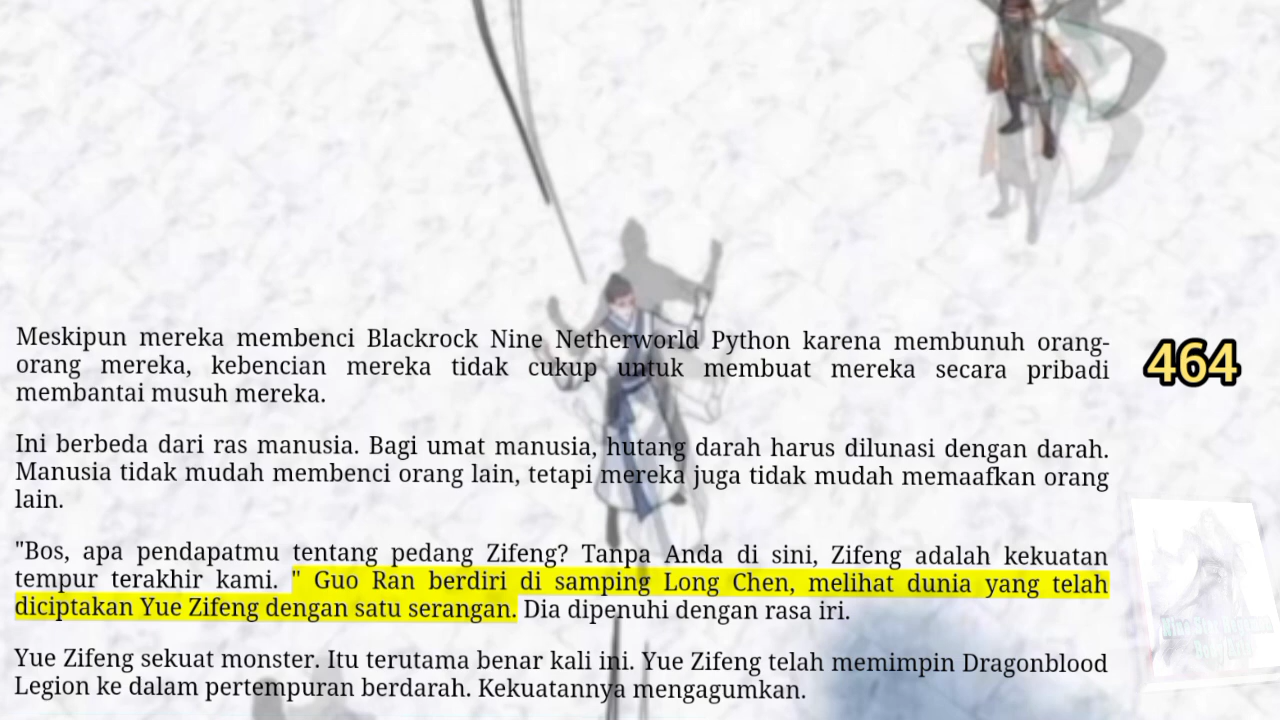 Meskipun mereka membenci Blackrock Nine Netherworld Python karena membunuh orang-
orang mereka, kebencian mereka tidak cukup untuk membuat mereka secara pribadi
membantai musuh mereka.
464
Ini berbeda dari ras manusia. Bagi umat manusia, hutang darah harus dilunasi dengan darah.
Manusia tidak mudah membenci orang lain, tetapi mereka juga tidak mudah memaafkan orang
lain.
"Bos, apa pendapatmu tentang pedang Zifeng? Tanpa Anda di sini, Zifeng adalah kekuatan
tempur terakhir kami. " Guo Ran berdiri di samping Long Chen, melihat dunia yang telah
diciptakan Yue Zifeng dengan satu serangan. Dia dipenuhi dengan rasa iri.
Yue Zifeng sekuat monster. Itu terutama benar kali ini. Yue Zifeng telah memimpin Dragonblood
Legion ke dalam pertempuran berdarah. Kekuatannya mengagumkan.